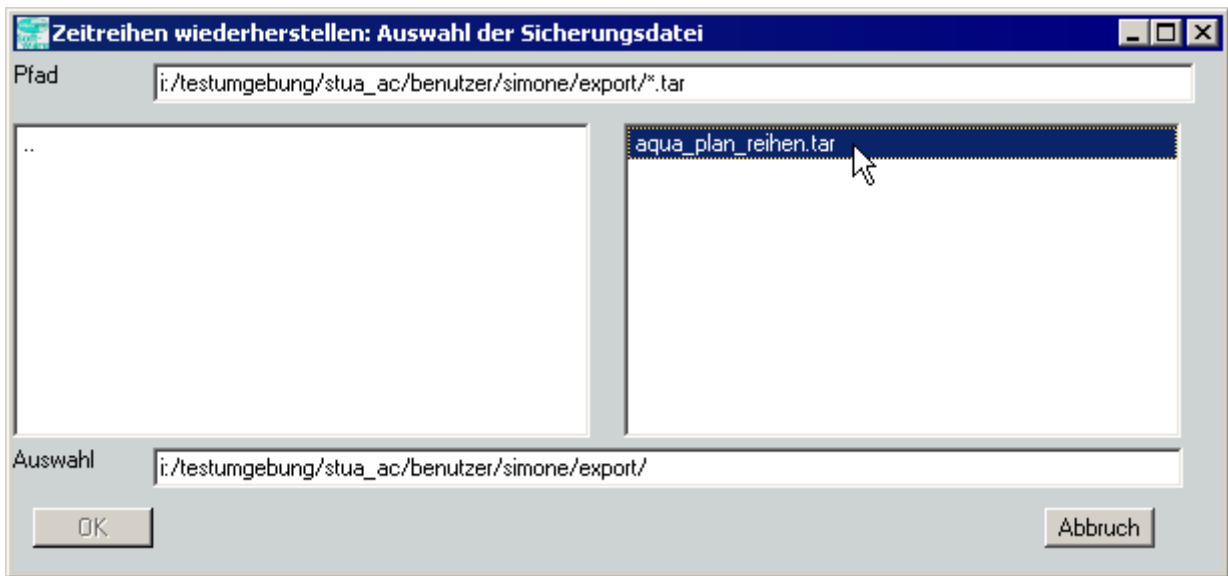 Zeitreihen wiederherstellen: Auswahl der Sicherungsdatei
Pfad
i:/testumgebung/stua_ac/benutzer/simone/export/*.tar
..
aqua_plan_reihen.tar
Auswahl
i:/testumgebung/stua_ac/benutzer/simone/export/
OK
Abbruch